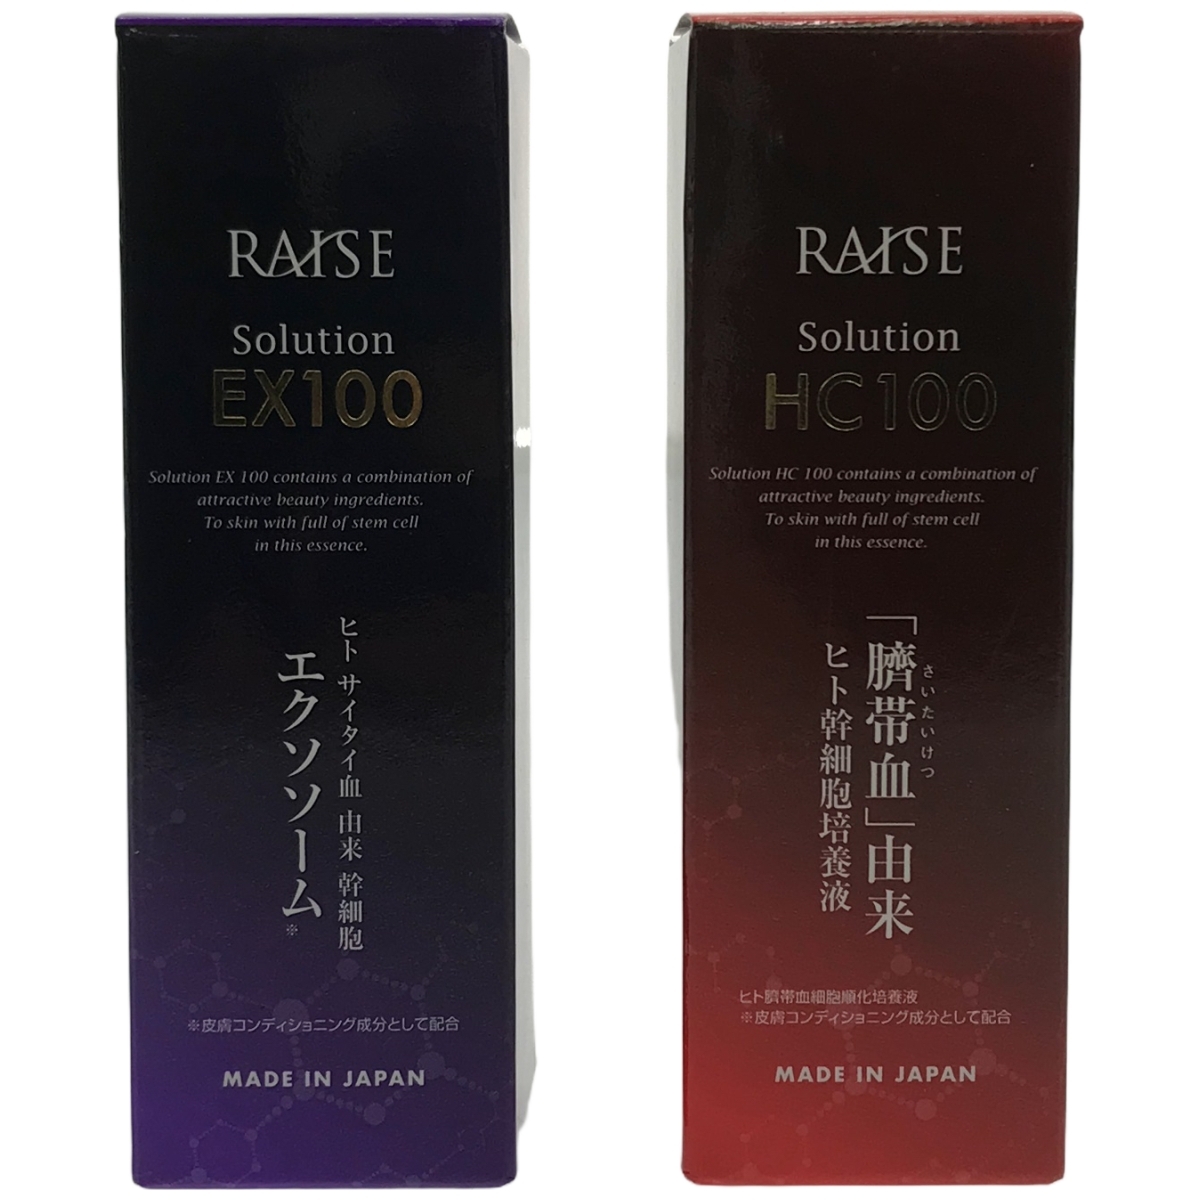 RAISE
Solution
EX100
Solution EX 100 contains a combination of
attractive beauty ingredients.
To skin with full of stem cell
in this essence.
ヒト サイタイ血 由来 幹細胞
エクソソーム※
※皮膚コンディショニング成分として配合
MADE IN JAPAN
RAISE
Solution
HC100
Solution HC 100 contains a combination of
attractive beauty ingredients.
To skin with full of stem cell
in this essence.
さいたいけつ
「臍帯血」由来
ヒト幹細胞培養液
ヒト臍帯血細胞順化培養液
※皮膚コンディショニング成分として配合
MADE IN JAPAN